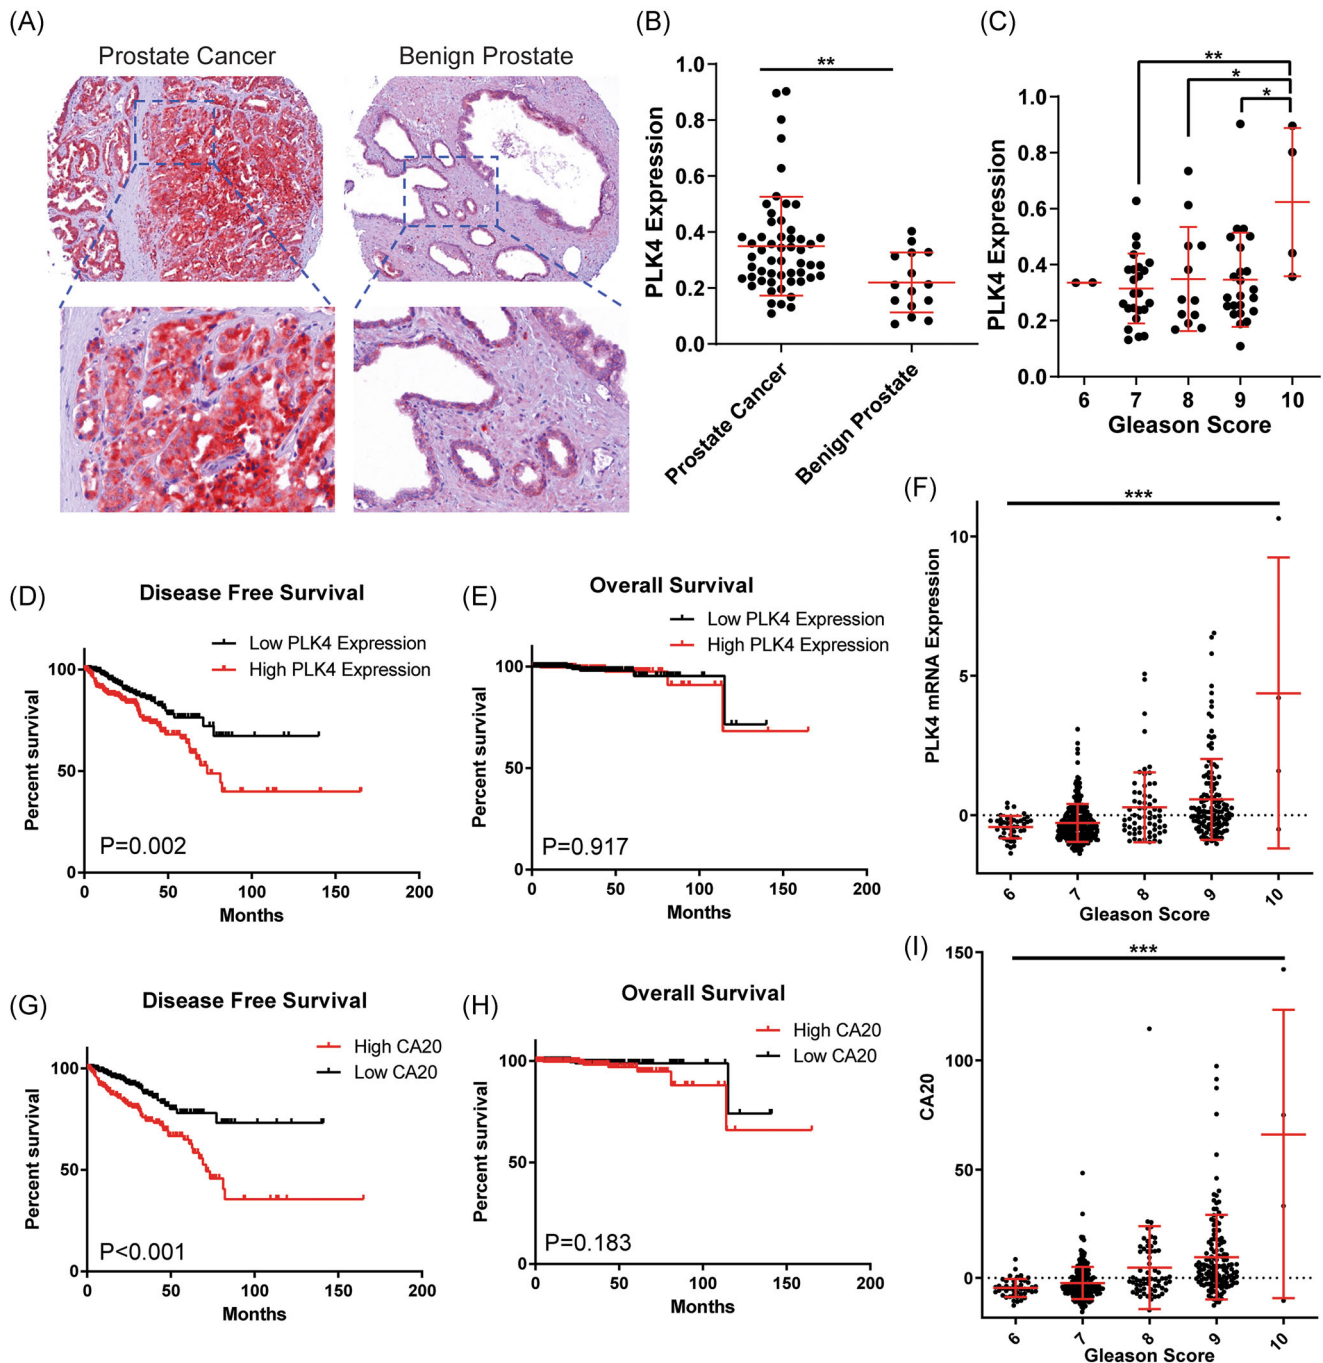 (A)
Prostate Cancer
Benign Prostate
(B)
**
PLK4 Expression
1.0
0.8
0.6
0.4
0.2
0.0
Prostate Cancer
Benign Prostate
(C)
**
*
*
PLK4 Expression
1.0
0.8
0.6
0.4
0.2
0.0
6 7 8 9 10
Gleason Score
(D)
Disease Free Survival
Low PLK4 Expression
High PLK4 Expression
Percent survival
100
50
0
P=0.002
0 50 100 150 200
Months
(E)
Overall Survival
Low PLK4 Expression
High PLK4 Expression
Percent survival
100
50
0
P=0.917
0 50 100 150 200
Months
(F)
***
PLK4 mRNA Expression
10
5
0
6 7 8 9 10
Gleason Score
(G)
Disease Free Survival
High CA20
Low CA20
Percent survival
100
50
0
P<0.001
0 50 100 150 200
Months
(H)
Overall Survival
High CA20
Low CA20
Percent survival
100
50
0
P=0.183
0 50 100 150 200
Months
(I)
***
CA20
150
100
50
0
6 7 8 9 10
Gleason Score